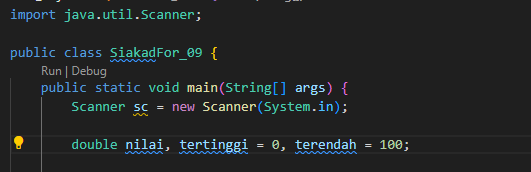 import java.util.Scanner;
public class SiakadFor_09 {
Run | Debug
public static void main(String[] args) {
Scanner sc = new Scanner(System.in);
double nilai, tertinggi = 0, terendah = 100;